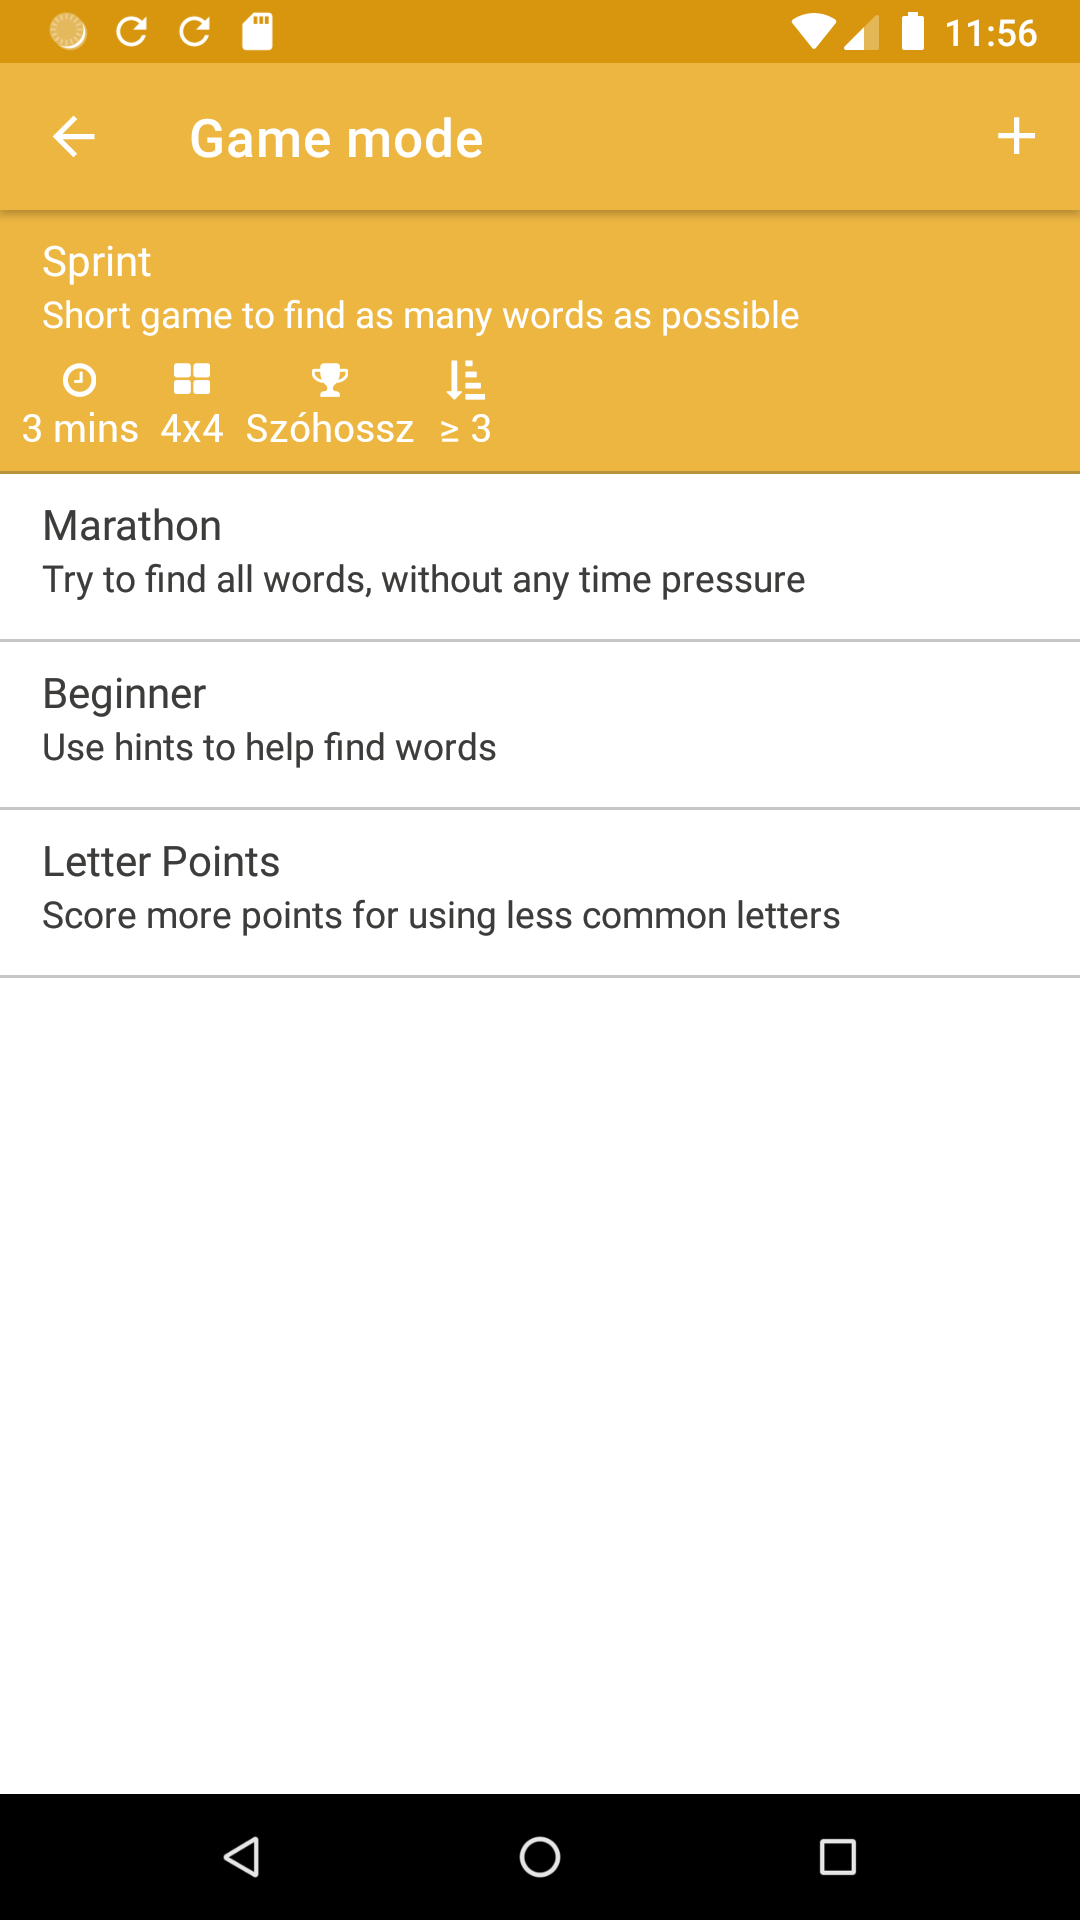 11:56
Game mode
Sprint
Short game to find as many words as possible
3 mins 4x4 Szóhossz ≥ 3
Marathon
Try to find all words, without any time pressure
Beginner
Use hints to help find words
Letter Points
Score more points for using less common letters